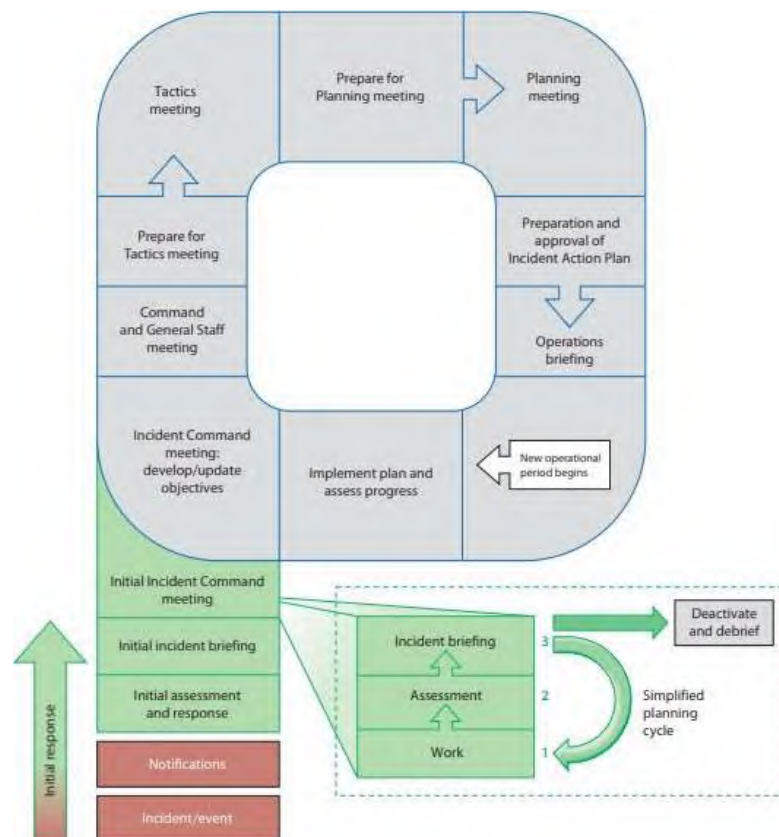 Tactics
meeting
Prepare for
Planning meeting
Planning
meeting
Prepare for
Tactics meeting
Preparation and
approval of
Incident Action Plan
Command
and General Staff
meeting
Operations
briefing
Incident Command
meeting:
develop/update
objectives
Implement plan and
assess progress
New operational
period begins
Initial Incident Command
meeting
Initial incident briefing
Initial assessment
and response
Notifications
Incident/event
Initial response
Incident briefing
3
Assessment
2
Work
1
Deactivate
and debrief
Simplified
planning
cycle